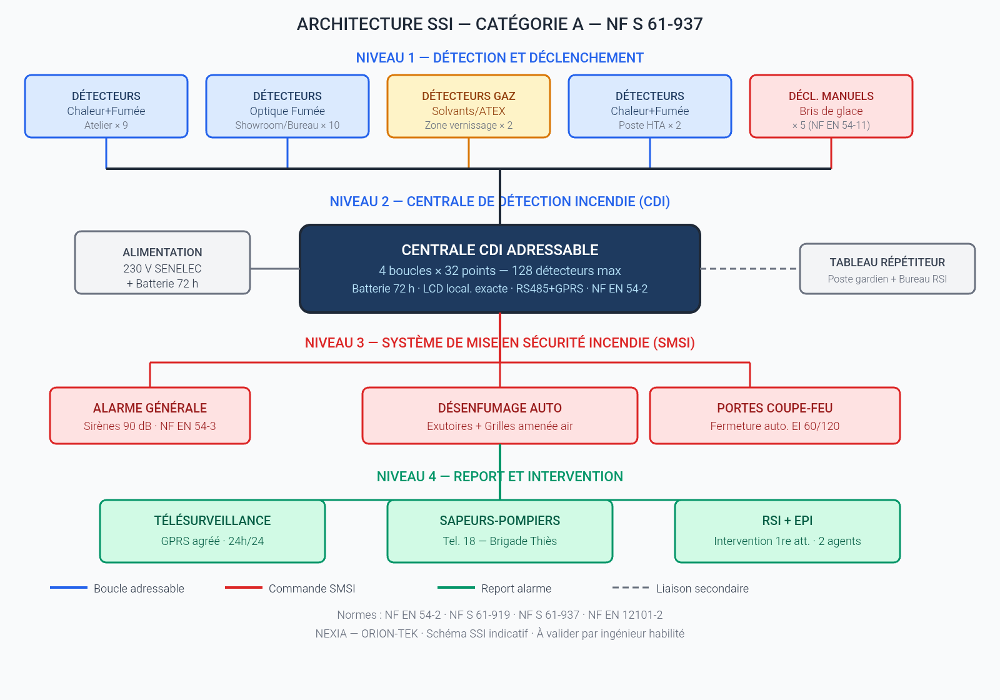 ARCHITECTURE SSI — CATÉGORIE A — NF S 61-937
NIVEAU 1 — DÉTECTION ET DÉCLENCHEMENT
DÉTECTEURS
Chaleur+Fumée
Atelier × 9
DÉTECTEURS
Optique Fumée
Showroom/Bureau × 10
DÉTECTEURS GAZ
Solvants/ATEX
Zone vernissage × 2
DÉTECTEURS
Chaleur+Fumée
Poste HTA × 2
DÉCL. MANUELS
Bris de glace
× 5 (NF EN 54-11)
NIVEAU 2 — CENTRALE DE DÉTECTION INCENDIE (CDI)
ALIMENTATION
230 V SENELEC
+ Batterie 72 h
CENTRALE CDI ADRESSABLE
4 boucles × 32 points — 128 détecteurs max
Batterie 72 h · LCD local. exacte · RS485+GPRS · NF EN 54-2
TABLEAU RÉPÉTITEUR
Poste gardien + Bureau RSI
NIVEAU 3 — SYSTÈME DE MISE EN SÉCURITÉ INCENDIE (SMSI)
ALARME GÉNÉRALE
Sirènes 90 dB · NF EN 54-3
DÉSENFUMAGE AUTO
Exutoires + Grilles amenée air
PORTES COUPE-FEU
Fermeture auto. EI 60/120
NIVEAU 4 — REPORT ET INTERVENTION
TÉLÉSURVEILLANCE
GPRS agréé · 24h/24
SAPEURS-POMPIERS
Tel. 18 — Brigade Thiès
RSI + EPI
Intervention 1re att. · 2 agents
Boucle adressable
Commande SMSI
Report alarme
Liaison secondaire
Normes : NF EN 54-2 · NF S 61-919 · NF S 61-937 · NF EN 12101-2
NEXIA — ORION-TEK · Schéma SSI indicatif · À valider par ingénieur habilité